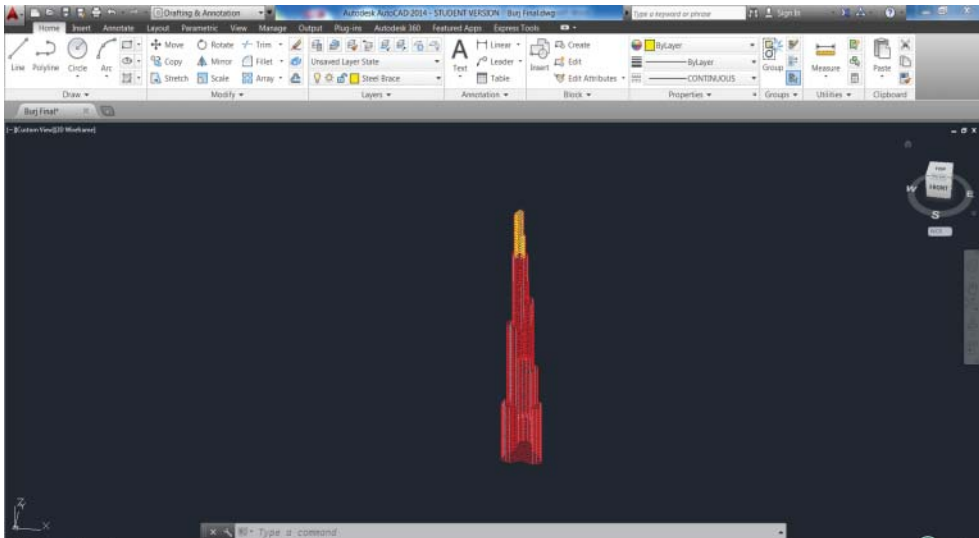 Drafting & Annotation
Autodesk AutoCAD 2014 - STUDENT VERSION Burj Final.dwg
Type a keyword or phrase
Sign In
Home Insert Annotate Layout Parametric View Manage Output Plug-ins Autodesk 360 Featured Apps Express Tools
Line Polyline Circle Arc
Move Rotate Trim
Copy Mirror Fillet
Stretch Scale Array
Unsaved Layer State
Steel Brace
Text
Linear
Leader
Table
Insert
Create
Edit
Edit Attributes
ByLayer
ByLayer
CONTINUOUS
Group
Measure
Paste
Draw Modify Layers Annotation Block Properties Groups Utilities Clipboard
Burj Final*
[-][Custom View][3D Wireframe]
TOP
FRONT
W
E
S
Z
X
Type a command